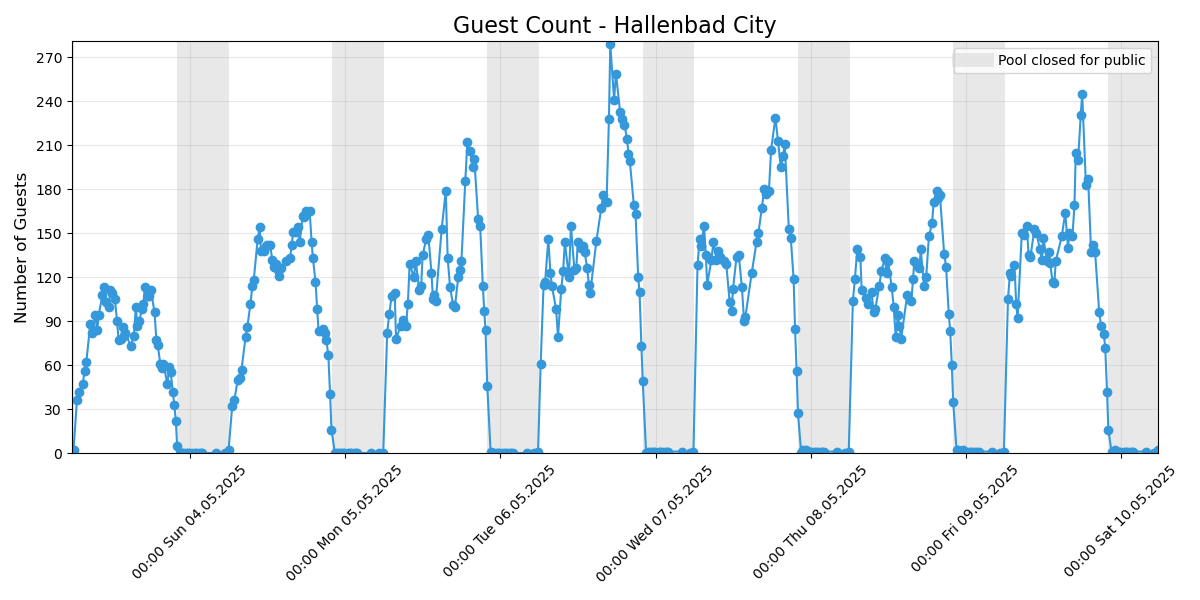 Guest Count - Hallenbad City
Pool closed for public
Number of Guests
270
240
210
180
150
120
90
60
30
0
00:00 Sun 04.05.2025
00:00 Mon 05.05.2025
00:00 Tue 06.05.2025
00:00 Wed 07.05.2025
00:00 Thu 08.05.2025
00:00 Fri 09.05.2025
00:00 Sat 10.05.2025